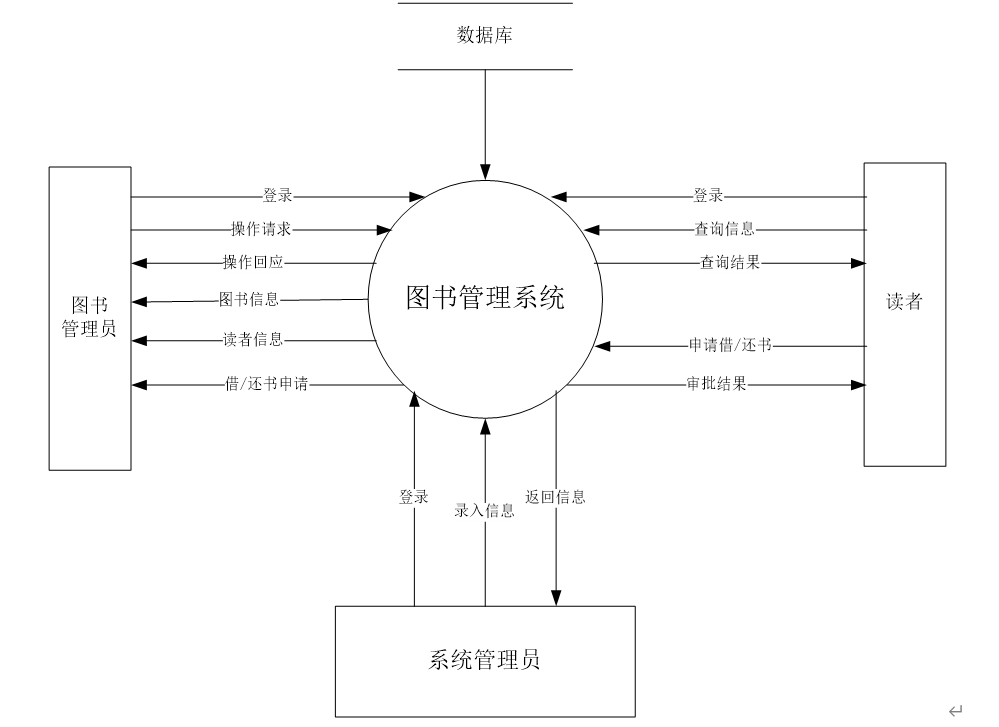 数据库
登录
登录
操作请求
查询信息
操作回应
查询结果
图书信息
图书管理系统
图书
管理员
读者
读者信息
申请借/还书
借/还书申请
审批结果
登录
录入信息
返回信息
系统管理员